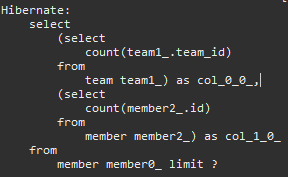 Hibernate:
select
(select
count(team1_.team_id)
from
team team1_) as col_0_0_,
(select
count(member2_.id)
from
member member2_) as col_1_0_
from
member member0_ limit ?